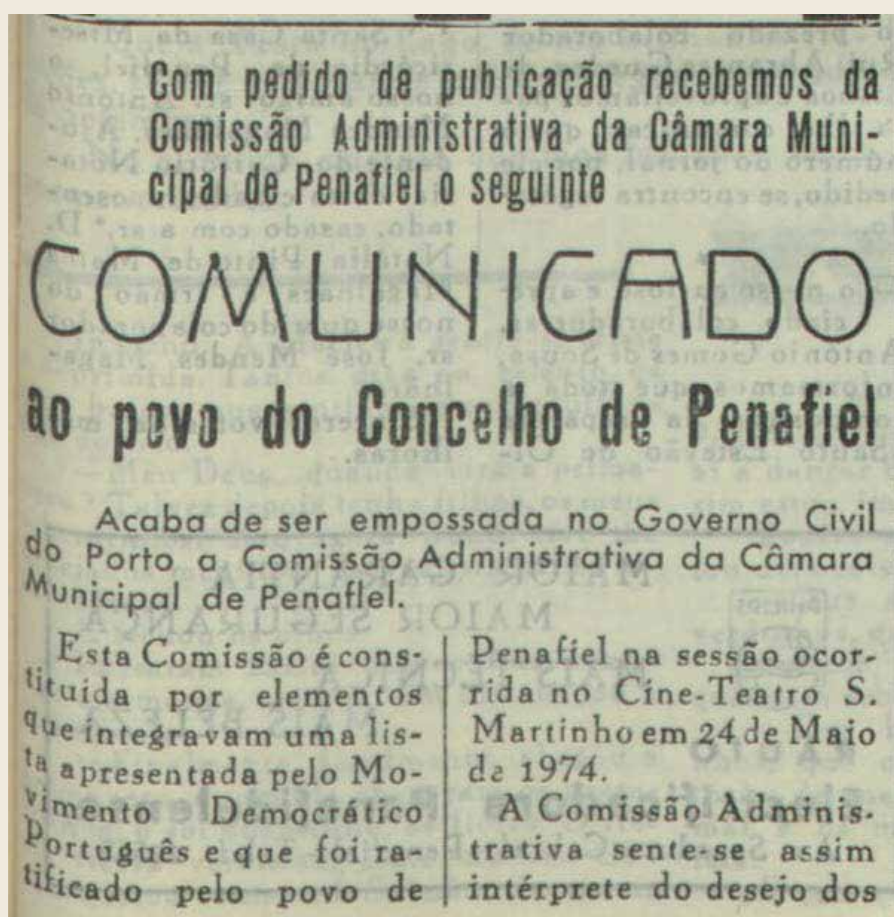 Com pedido de publicação recebemos da
Comissão Administrativa da Câmara Muni-
cipal de Penafiel o seguinte
COMUNICADO
ao povo do Concelho de Penafiel
Acaba de ser empossada no Governo Civil
do Porto a Comissão Administrativa da Câmara
Municipal de Penafiel.
Esta Comissão é cons-
tituída por elementos
que integravam uma lis-
ta apresentada pelo Mo-
vimento Democrático
Português e que foi ra-
tificado pelo povo de
Penafiel na sessão ocor-
rida no Cine-Teatro S.
Martinho em 24 de Maio
de 1974.
A Comissão Adminis-
trativa sente-se assim
intérprete do desejo dos